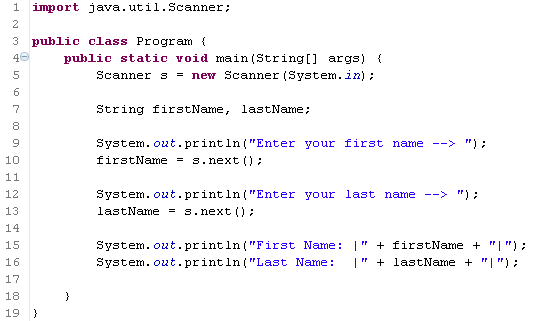 1 import java.util.Scanner;
2
3 public class Program {
4     public static void main(String[] args) {
5         Scanner s = new Scanner(System.in);
6
7         String firstName, lastName;
8
9         System.out.println("Enter your first name --> ");
10         firstName = s.next();
11
12         System.out.println("Enter your last name --> ");
13         lastName = s.next();
14
15         System.out.println("First Name: |" + firstName + "|");
16         System.out.println("Last Name:  |" + lastName + "|");
17
18     }
19 }